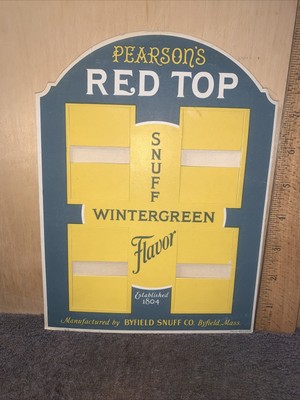 PEARSON'S
RED TOP
SNUFF
WINTERGREEN
Flavor
Established
1804
Manufactured by BYFIELD SNUFF CO. Byfield, Mass